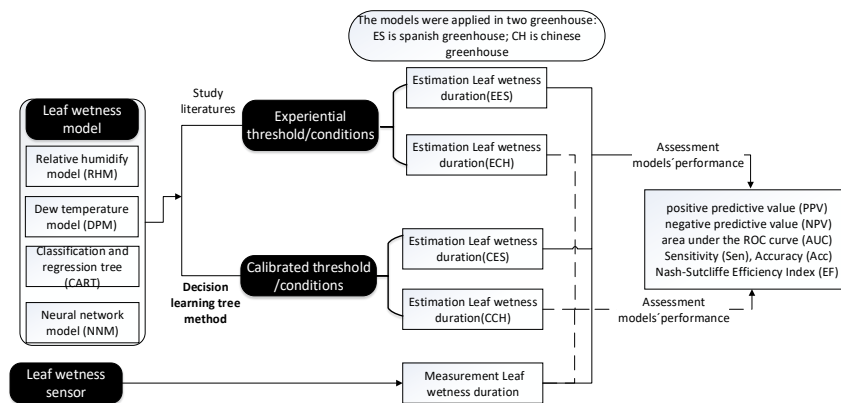 The models were applied in two greenhouse:
ES is spanish greenhouse; CH is chinese
greenhouse
Leaf wetness
model
Relative humidify
model (RHM)
Dew temperature
model (DPM)
Classification and
regression tree
(CART)
Neural network
model (NNM)
Leaf wetness
sensor
Study
literatures
Decision
learning tree
method
Experiential
threshold/conditions
Calibrated threshold
/conditions
Estimation Leaf wetness
duration(EES)
Estimation Leaf wetness
duration(ECH)
Estimation Leaf wetness
duration(CES)
Estimation Leaf wetness
duration(CCH)
Measurement Leaf
wetness duration
Assessment
models´performance
positive predictive value (PPV)
negative predictive value (NPV)
area under the ROC curve (AUC)
Sensitivity (Sen), Accuracy (Acc)
Nash-Sutcliffe Efficiency Index (EF)
Assessment
models´performance